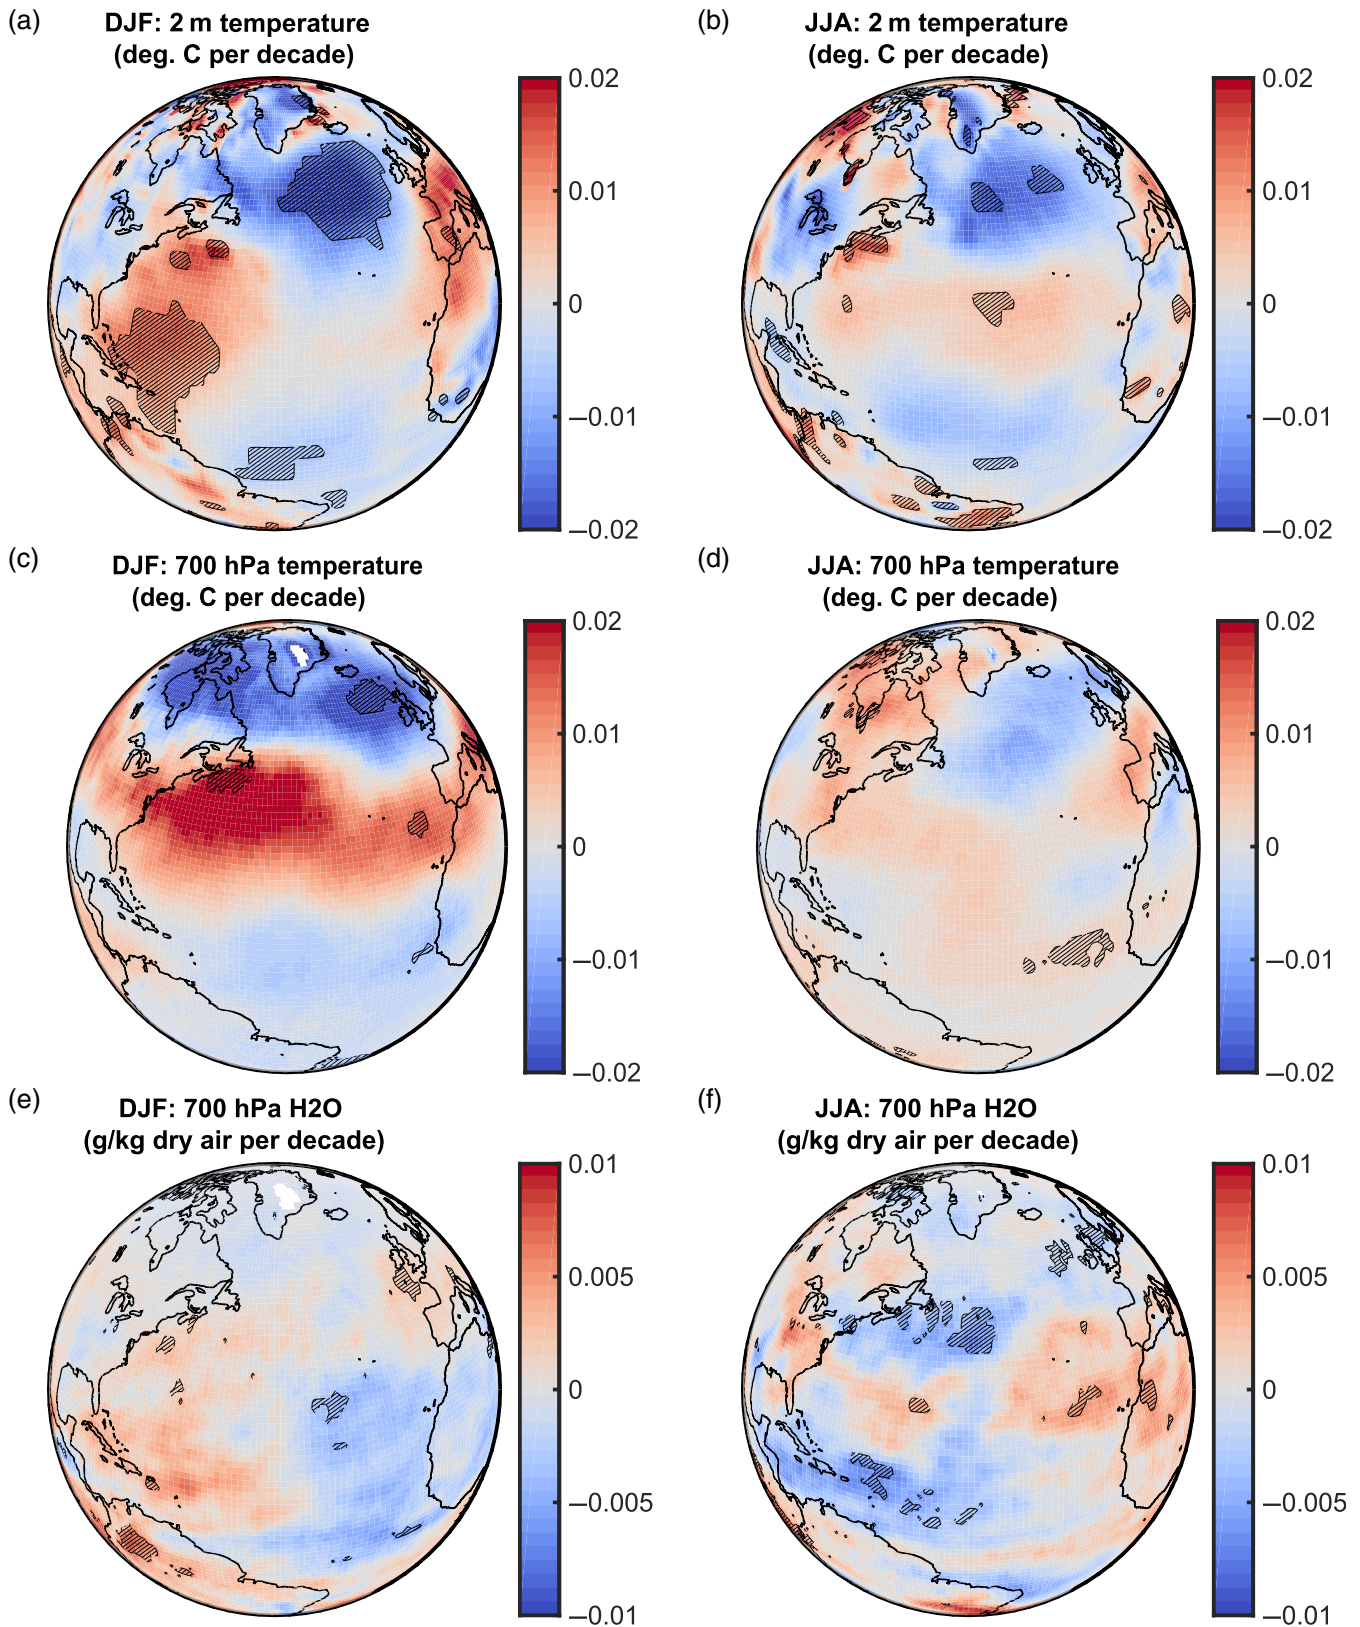 (a)
DJF: 2 m temperature
(deg. C per decade)
0.02
0.01
0
−0.01
−0.02
(b)
JJA: 2 m temperature
(deg. C per decade)
0.02
0.01
0
−0.01
−0.02
(c)
DJF: 700 hPa temperature
(deg. C per decade)
0.02
0.01
0
−0.01
−0.02
(d)
JJA: 700 hPa temperature
(deg. C per decade)
0.02
0.01
0
−0.01
−0.02
(e)
DJF: 700 hPa H2O
(g/kg dry air per decade)
0.01
0.005
0
−0.005
−0.01
(f)
JJA: 700 hPa H2O
(g/kg dry air per decade)
0.01
0.005
0
−0.005
−0.01